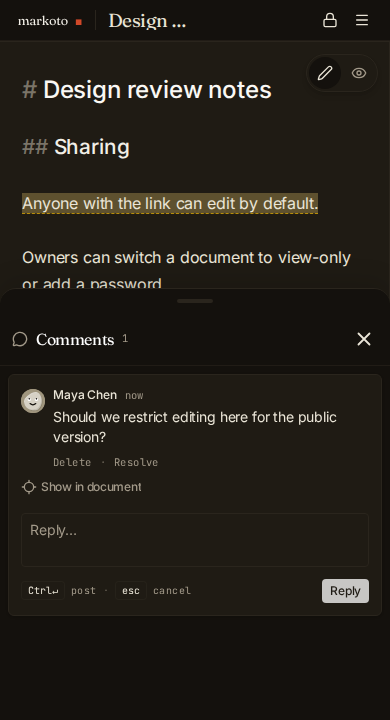 markoto
Design ...
# Design review notes
## Sharing
Anyone with the link can edit by default.
Owners can switch a document to view-only
or add a password
Comments 1
Maya Chen now
Should we restrict editing here for the public
version?
Delete · Resolve
Show in document
Reply...
Ctrl↵ post · esc cancel
Reply